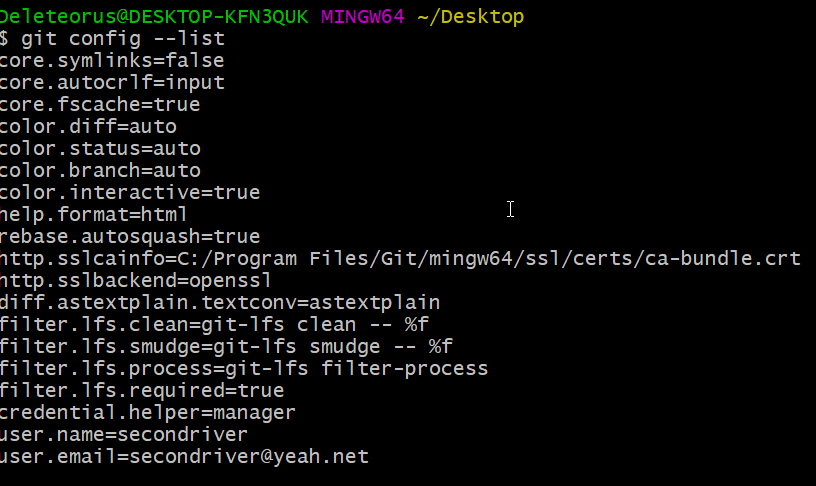 Deleteorus@DESKTOP-KFN3QUK MINGW64 ~/Desktop
$ git config --list
core.symlinks=false
core.autocrlf=input
core.fscache=true
color.diff=auto
color.status=auto
color.branch=auto
color.interactive=true
help.format=html
rebase.autosquash=true
http.sslcainfo=C:/Program Files/Git/mingw64/ssl/certs/ca-bundle.crt
http.sslbackend=openssl
diff.astextplain.textconv=astextplain
filter.lfs.clean=git-lfs clean -- %f
filter.lfs.smudge=git-lfs smudge -- %f
filter.lfs.process=git-lfs filter-process
filter.lfs.required=true
credential.helper=manager
user.name=secondriver
user.email=secondriver@yeah.net